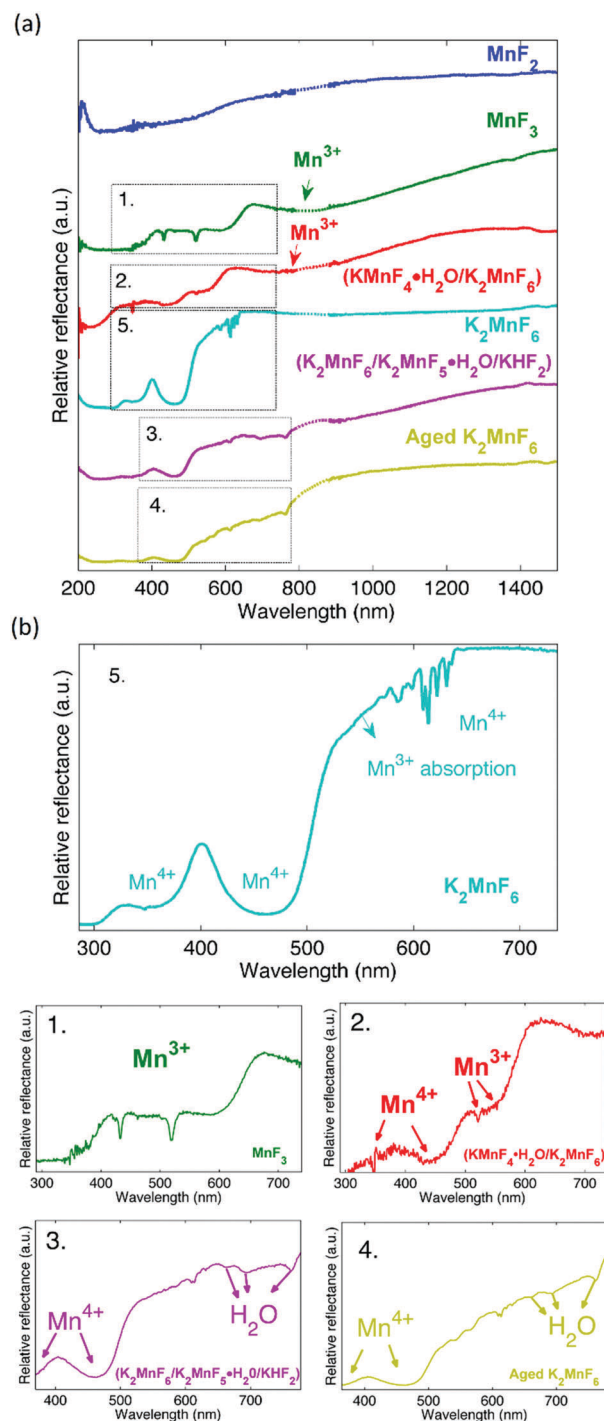 (a)
MnF2
MnF3
Mn3+
1.
Mn3+
2.
(KMnF4•H2O/K2MnF6)
5.
K2MnF6
(K2MnF6/K2MnF5•H2O/KHF2)
3.
Aged K2MnF6
4.
Relative reflectance (a.u.)
200 400 600 800 1000 1200 1400
Wavelength (nm)
(b)
5.
Mn4+
Mn3+ absorption
Mn4+ Mn4+
K2MnF6
Relative reflectance (a.u.)
300 400 500 600 700
Wavelength (nm)
1.
Mn3+
MnF3
Relative reflectance (a.u.)
300 400 500 600 700
Wavelength (nm)
2.
Mn3+
Mn4+
(KMnF4•H2O/K2MnF6)
Relative reflectance (a.u.)
300 400 500 600 700
Wavelength (nm)
3.
Mn4+
H2O
(K2MnF6/K2MnF5•H20/KHF2)
Relative reflectance (a.u.)
400 500 600 700
Wavelength (nm)
4.
Mn4+
H2O
Aged K2MnF6
Relative reflectance (a.u.)
400 500 600 700
Wavelength (nm)